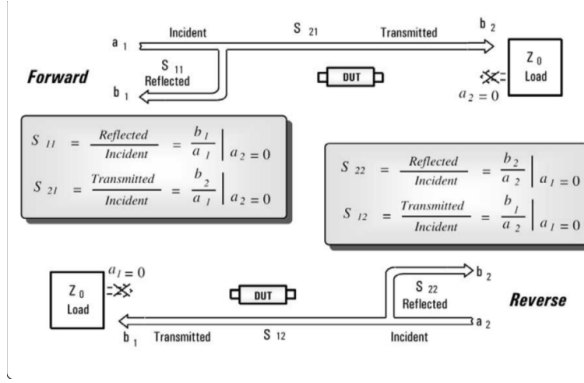 Incident S 21 Transmitted b 2
a 1
Z 0
Load
S 11
Reflected
Forward
DUT
b 1
a 2 = 0
S 11 = Reflected / Incident = b 1 / a 1 | a 2 = 0
S 21 = Transmitted / Incident = b 2 / a 1 | a 2 = 0
S 22 = Reflected / Incident = b 2 / a 2 | a 1 = 0
S 12 = Transmitted / Incident = b 1 / a 2 | a 1 = 0
a 1 = 0
Z 0
Load
DUT
b 2
S 22
Reflected
Reverse
b 1 Transmitted S 12 Incident a 2